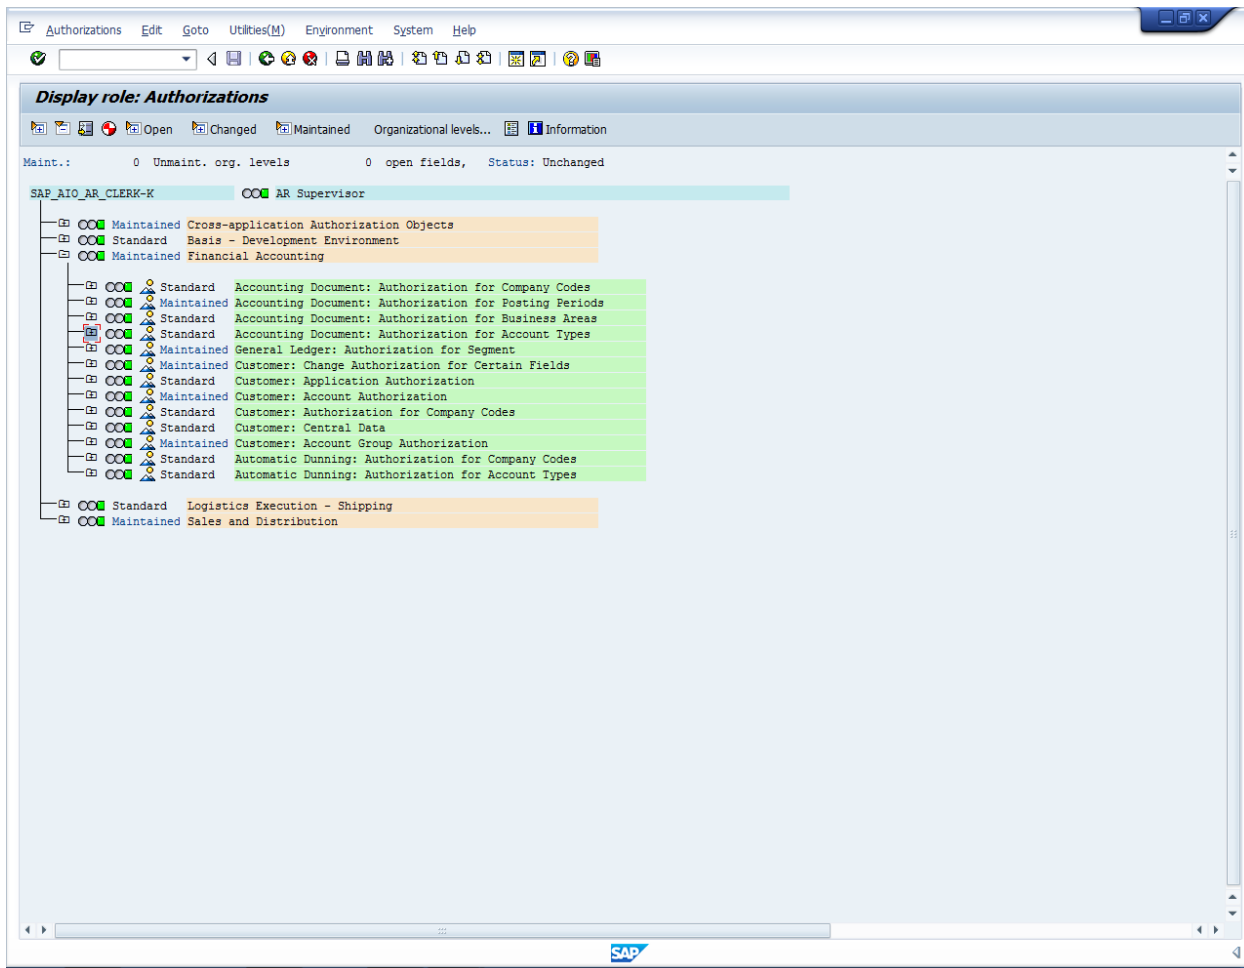 Authorizations Edit Goto Utilities(M) Environment System Help
Display role: Authorizations
Open Changed Maintained Organizational levels... Information
Maint.: 0 Unmaint. org. levels 0 open fields, Status: Unchanged
SAP_AIO_AR_CLERK-K AR Supervisor
Maintained Cross-application Authorization Objects
Standard Basis - Development Environment
Maintained Financial Accounting
Standard Accounting Document: Authorization for Company Codes
Maintained Accounting Document: Authorization for Posting Periods
Standard Accounting Document: Authorization for Business Areas
Standard Accounting Document: Authorization for Account Types
Maintained General Ledger: Authorization for Segment
Maintained Customer: Change Authorization for Certain Fields
Standard Customer: Application Authorization
Maintained Customer: Account Authorization
Standard Customer: Authorization for Company Codes
Standard Customer: Central Data
Maintained Customer: Account Group Authorization
Standard Automatic Dunning: Authorization for Company Codes
Standard Automatic Dunning: Authorization for Account Types
Standard Logistics Execution - Shipping
Maintained Sales and Distribution
SAP